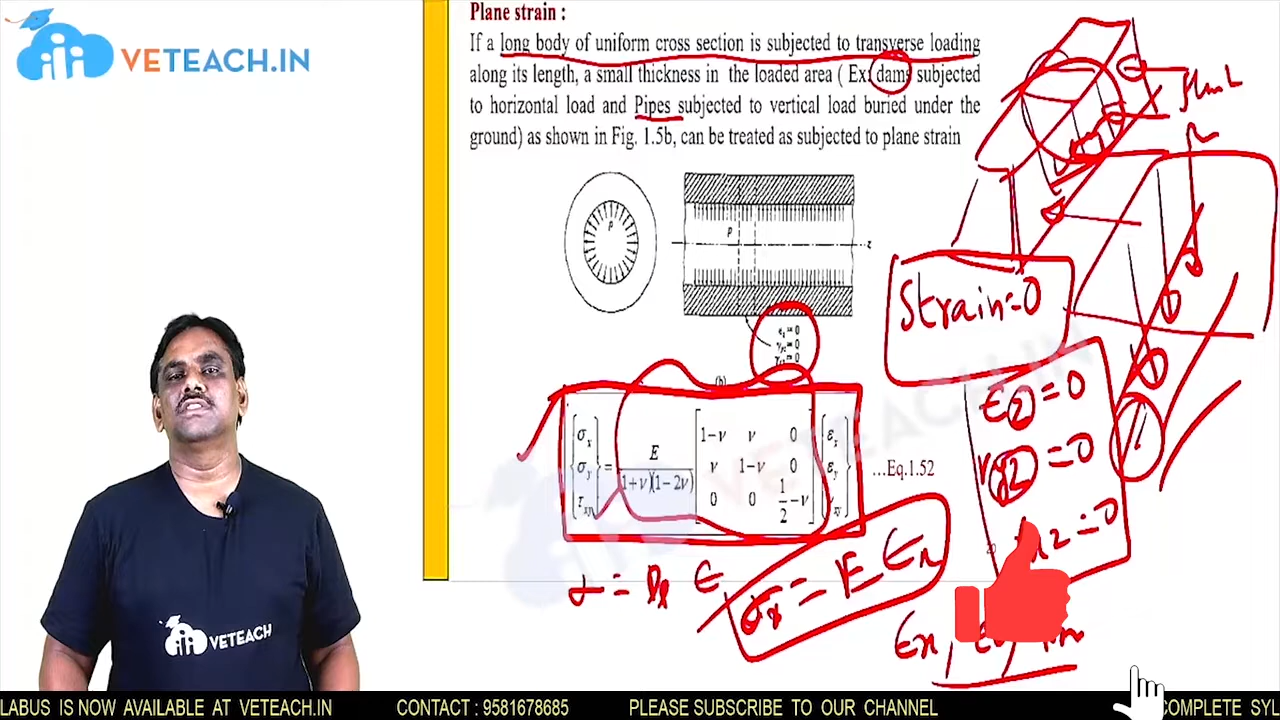 VETEACH.IN
Plane strain :
If a long body of uniform cross section is subjected to transverse loading
along its length, a small thickness in the loaded area ( Ex: dams subjected
to horizontal load and Pipes subjected to vertical load buried under the
ground) as shown in Fig. 1.5b, can be treated as subjected to plane strain
P
P
z
Strain=0
(b)
σx
σy
τxy
=
E
(1+ν)(1-2ν)
1-ν ν 0
ν 1-ν 0
0 0 1/2 -ν
εx
εy
...Eq.1.52
VETEACH
LABUS IS NOW AVAILABLE AT VETEACH.IN CONTACT : 9581678685 PLEASE SUBSCRIBE TO OUR CHANNEL COMPLETE SYL